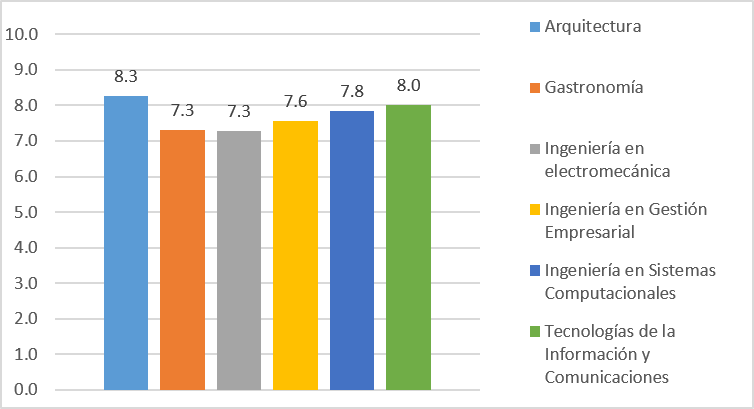 10.0
9.0
8.0
7.0
6.0
5.0
4.0
3.0
2.0
1.0
0.0
8.3
7.3
7.3
7.6
7.8
8.0
Arquitectura
Gastronomía
Ingeniería en
electromecánica
Ingeniería en Gestión
Empresarial
Ingeniería en Sistemas
Computacionales
Tecnologías de la
Información y
Comunicaciones